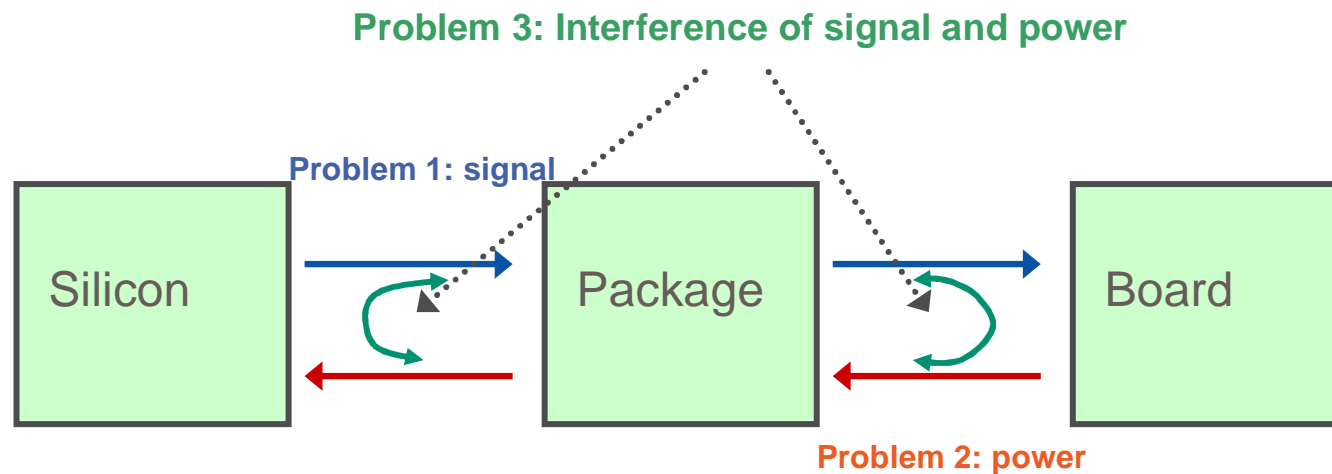 Problem 3: Interference of signal and power
Problem 1: signal
Silicon
Package
Board
Problem 2: power